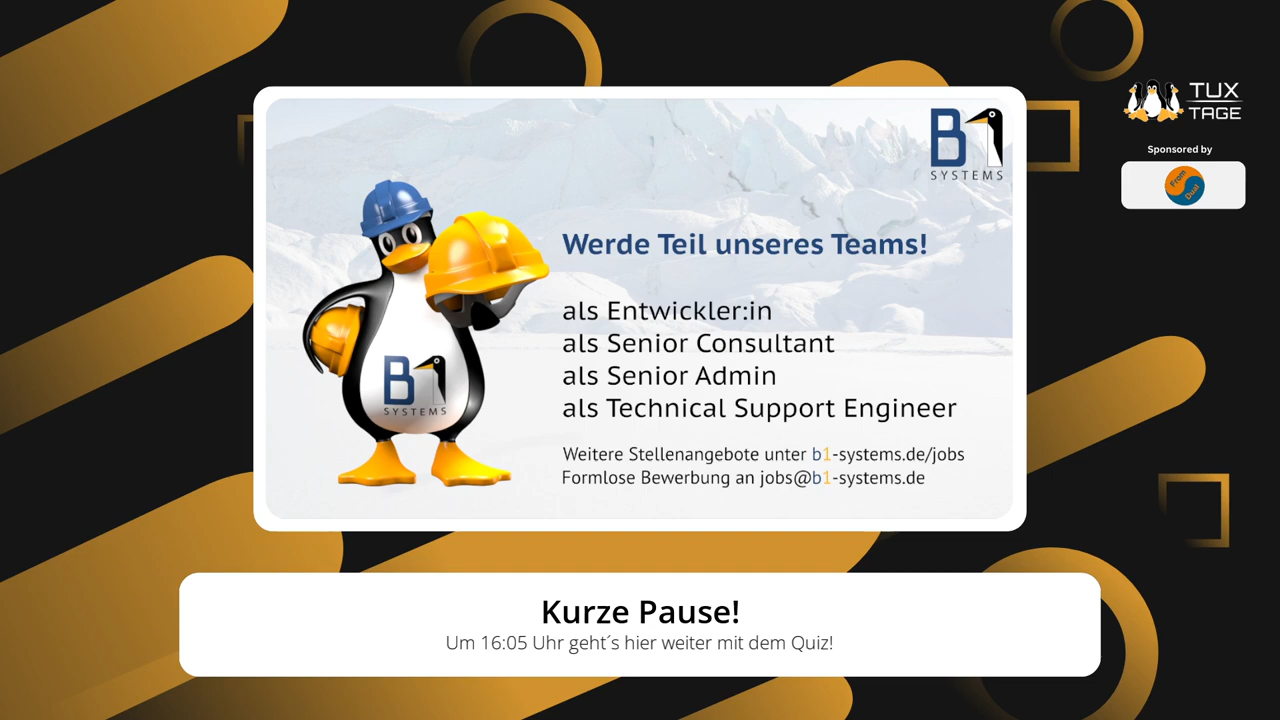 TUX
TAGE
Sponsored by
From
Dual
B1
SYSTEMS
Werde Teil unseres Teams!
als Entwickler:in
als Senior Consultant
als Senior Admin
als Technical Support Engineer
Weitere Stellenangebote unter b1-systems.de/jobs
Formlose Bewerbung an jobs@b1-systems.de
B1
SYSTEMS
Kurze Pause!
Um 16:05 Uhr geht´s hier weiter mit dem Quiz!